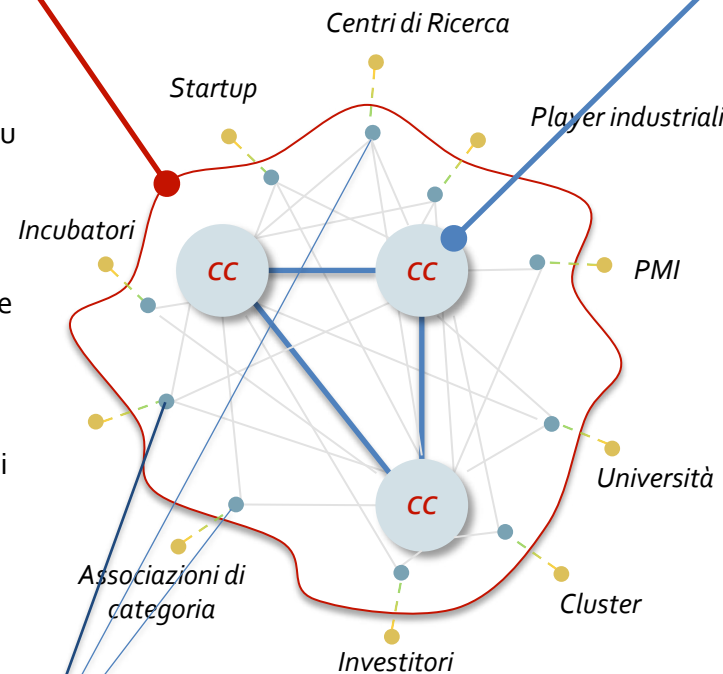 Centri di Ricerca
Startup
Player industriali
u
Incubatori
cc
cc
PMI
e
i
Università
cc
Associazioni di
categoria
Cluster
Investitori